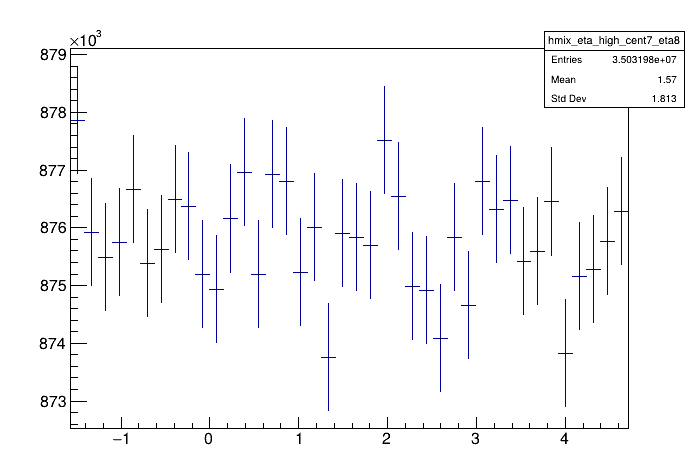 ×10³
hmix_eta_high_cent7_eta8
Entries 3.503198e+07
Mean 1.57
Std Dev 1.813
879
878
877
876
875
874
873
−1 0 1 2 3 4